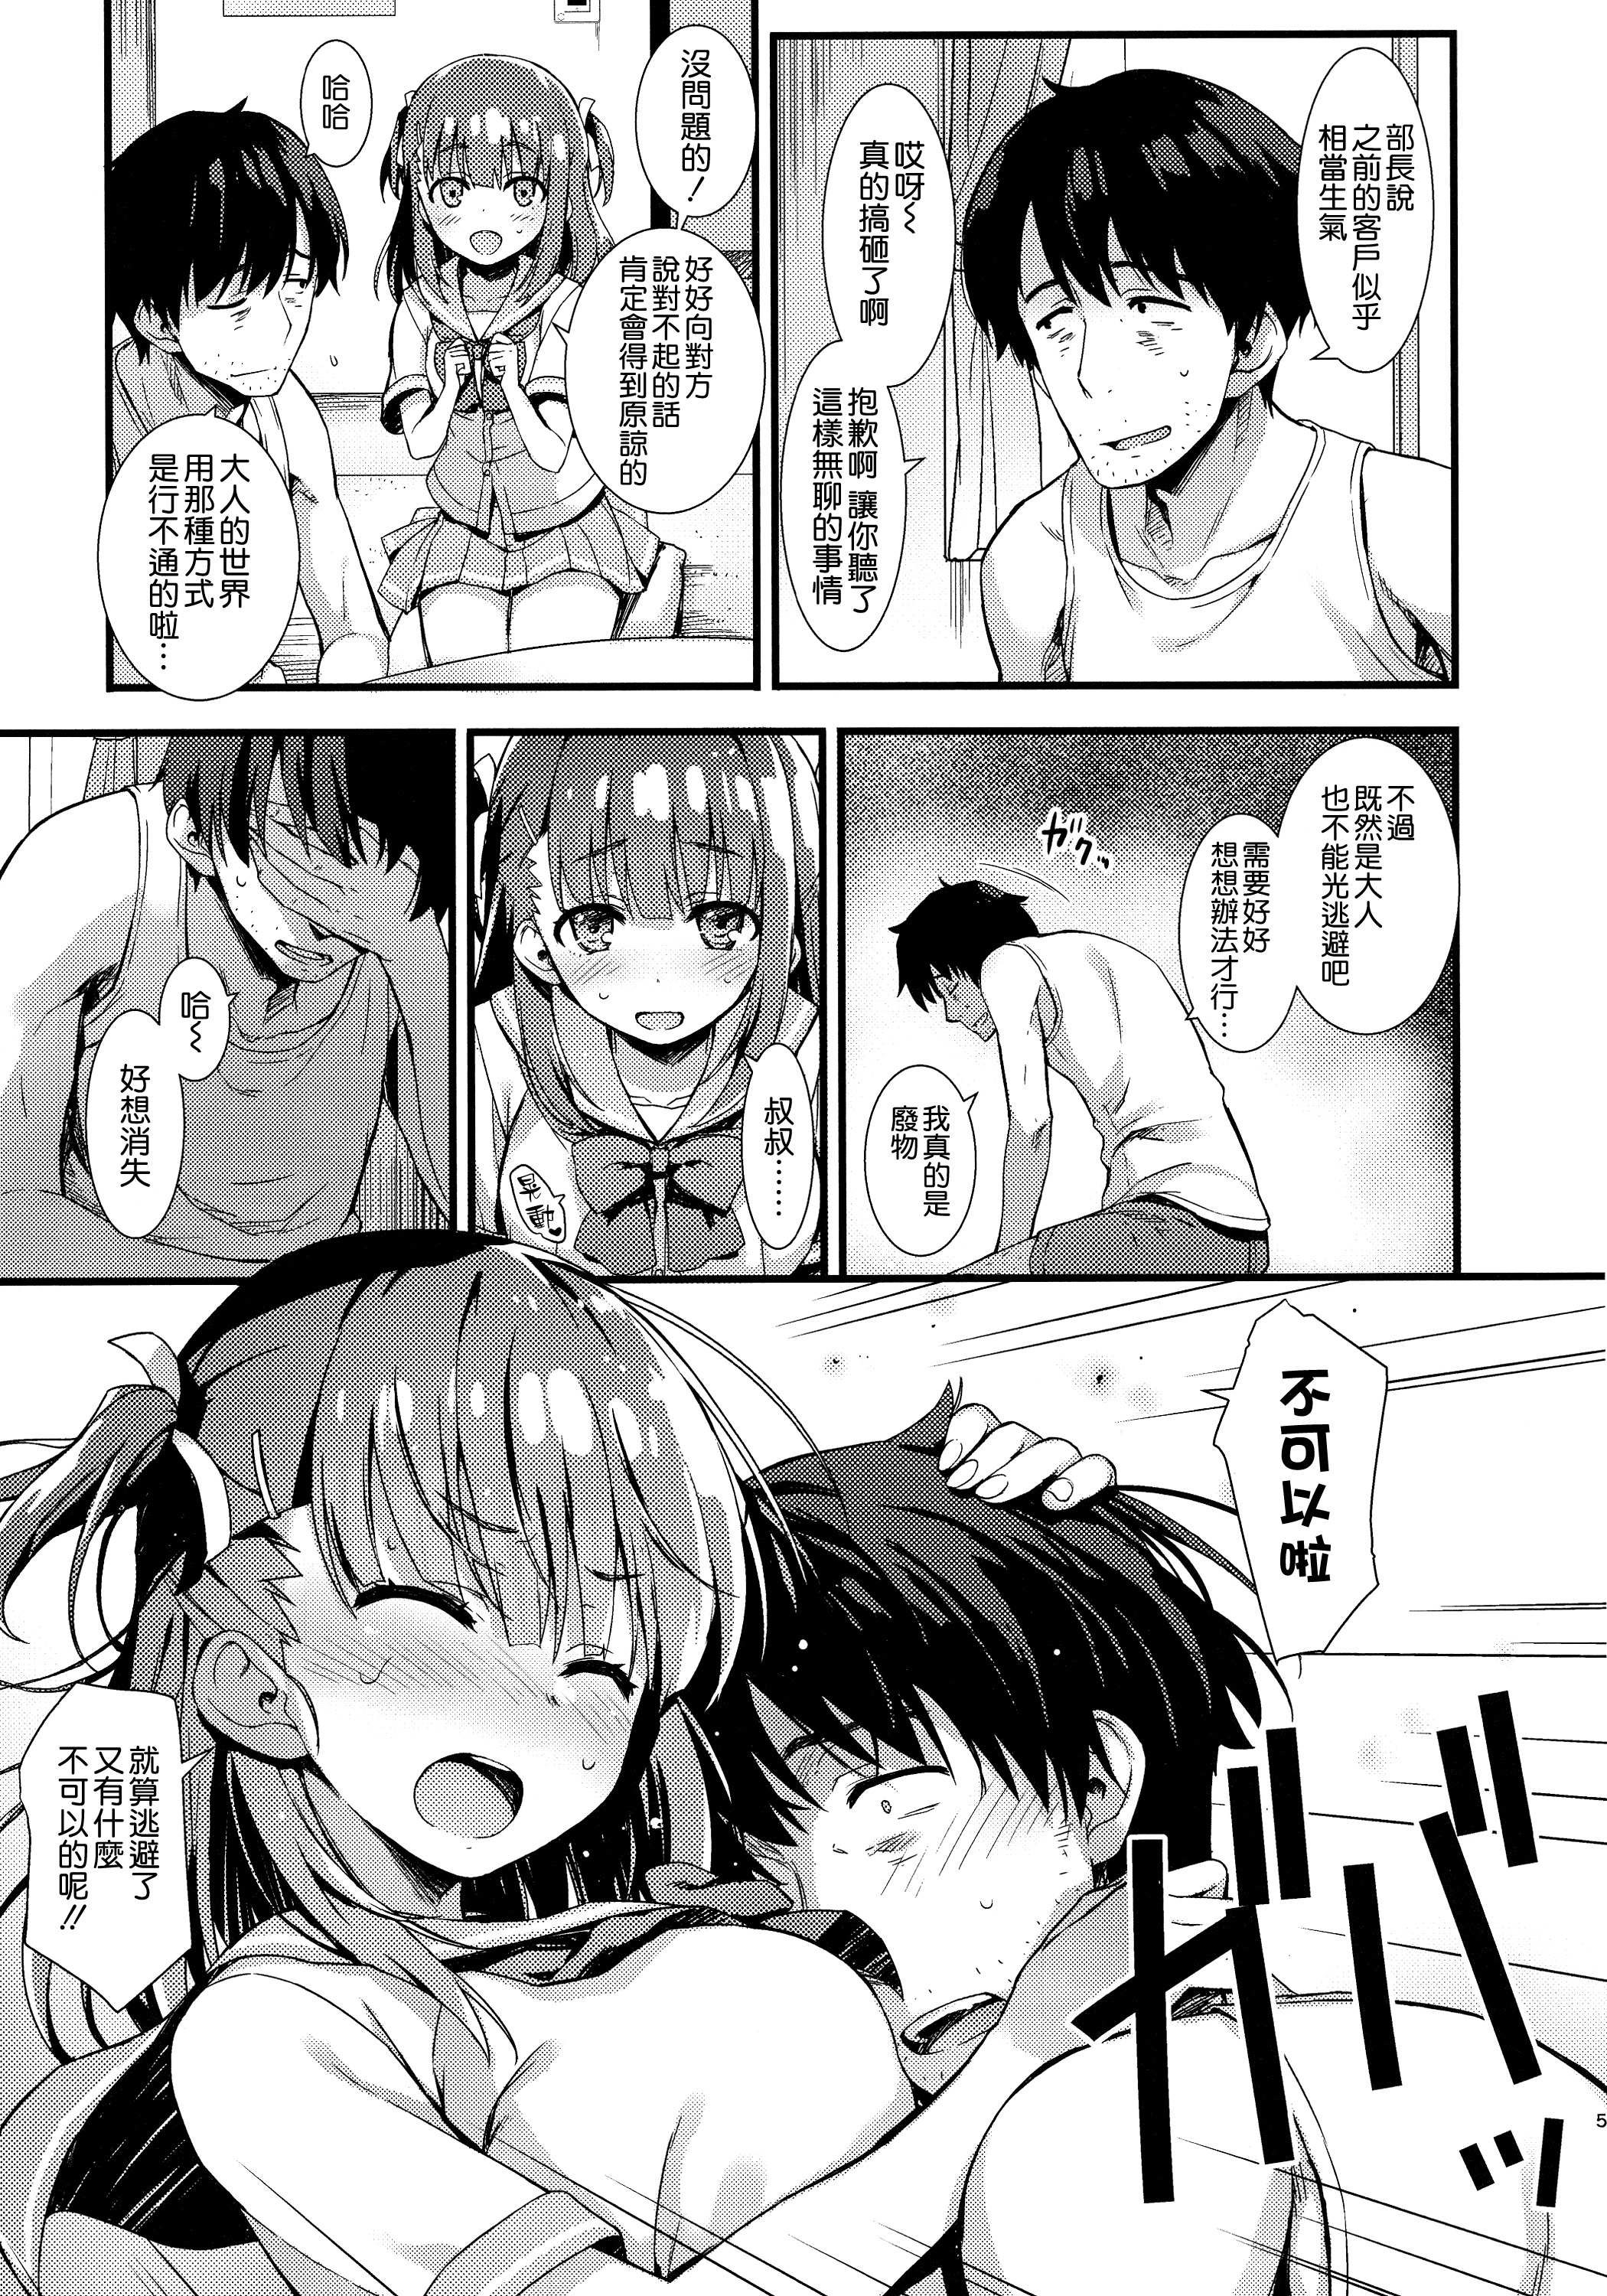 部長說
之前的客戶似乎
相當生氣
哎呀~
真的搞砸了啊
抱歉啊 讓你聽了
這樣無聊的事情
沒問題的！
好好向對方
說對不起的話
肯定會得到原諒的
哈哈
大人的世界
用那種方式
是行不通的啦…
不過
既然是大人
也不能光逃避吧
需要好好
想想辦法才行…
ガクッ
我真的是
廢物
叔叔……
晃動♥
哈~
好想消失
不可以啦
就算逃避了
又有什麼
不可以的呢!!
ガバッ
5